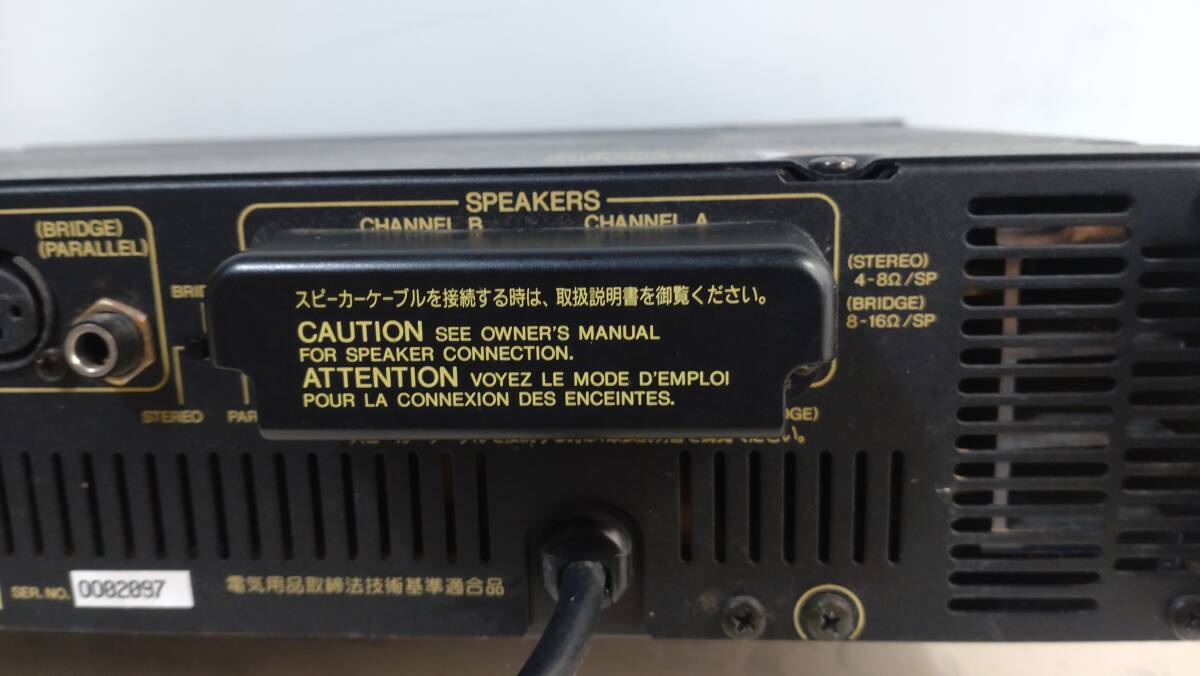 SPEAKERS
CHANNEL B CHANNEL A
(BRIDGE)
(PARALLEL)
(STEREO)
4-8Ω/SP
(BRIDGE)
8-16Ω/SP
スピーカーケーブルを接続する時は、取扱説明書を御覧ください。
CAUTION SEE OWNER'S MANUAL
FOR SPEAKER CONNECTION.
ATTENTION VOYEZ LE MODE D'EMPLOI
POUR LA CONNEXION DES ENCEINTES.
STEREO
SER.NO. 0002097
電気用品取締法技術基準適合品